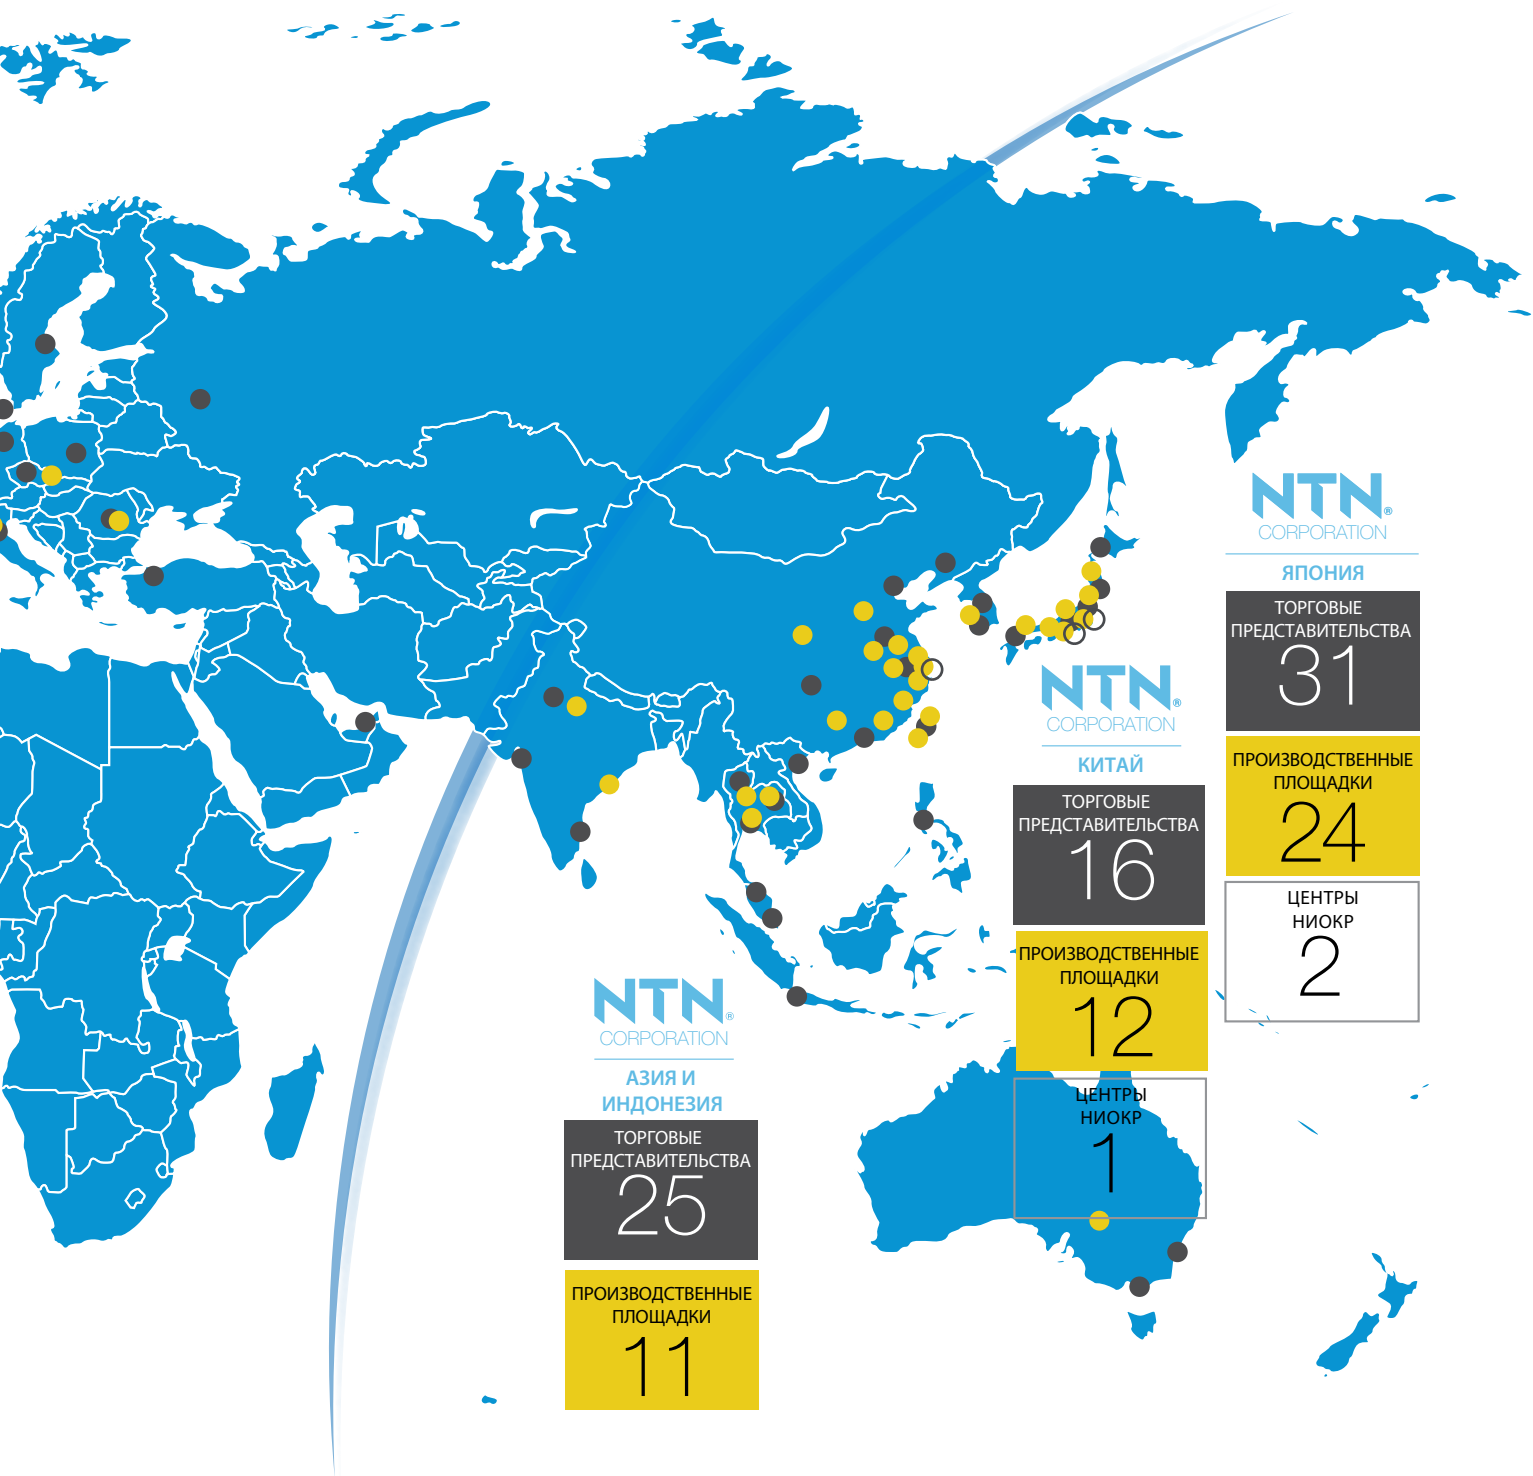 NTN®
CORPORATION
ЯПОНИЯ
ТОРГОВЫЕ
ПРЕДСТАВИТЕЛЬСТВА
31
ПРОИЗВОДСТВЕННЫЕ
ПЛОЩАДКИ
24
ЦЕНТРЫ
НИОКР
2
NTN®
CORPORATION
КИТАЙ
ТОРГОВЫЕ
ПРЕДСТАВИТЕЛЬСТВА
16
ПРОИЗВОДСТВЕННЫЕ
ПЛОЩАДКИ
12
ЦЕНТРЫ
НИОКР
1
NTN®
CORPORATION
АЗИЯ И
ИНДОНЕЗИЯ
ТОРГОВЫЕ
ПРЕДСТАВИТЕЛЬСТВА
25
ПРОИЗВОДСТВЕННЫЕ
ПЛОЩАДКИ
11